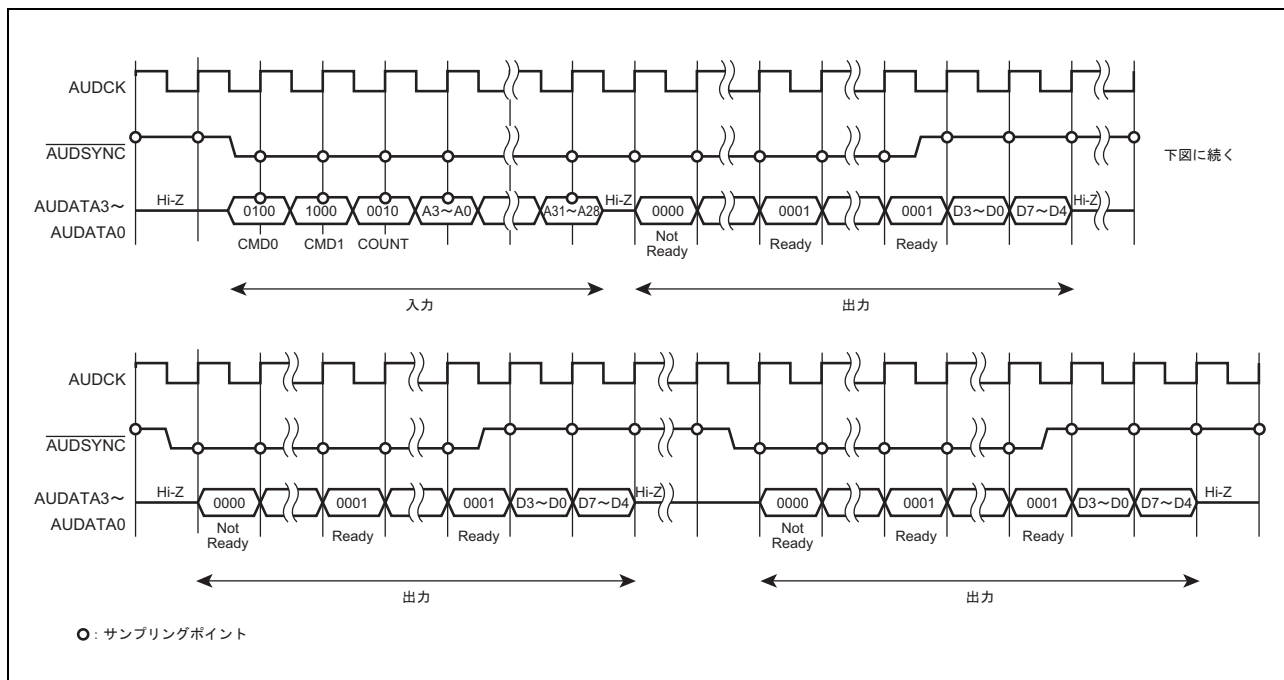 AUDCK
AUDSYNC
下図に続く
AUDATA3～
AUDATA0
Hi-Z
0100
1000
0010
A3～A0
A31～A28
Hi-Z
0000
0001
0001
D3～D0
D7～D4
Hi-Z
CMD0
CMD1
COUNT
Not
Ready
Ready
Ready
入力
出力
AUDCK
AUDSYNC
AUDATA3～
AUDATA0
Hi-Z
0000
0001
0001
D3～D0
D7～D4
Hi-Z
0000
0001
0001
D3～D0
D7～D4
Hi-Z
Not
Ready
Ready
Ready
Not
Ready
Ready
Ready
出力
出力
：サンプリングポイント